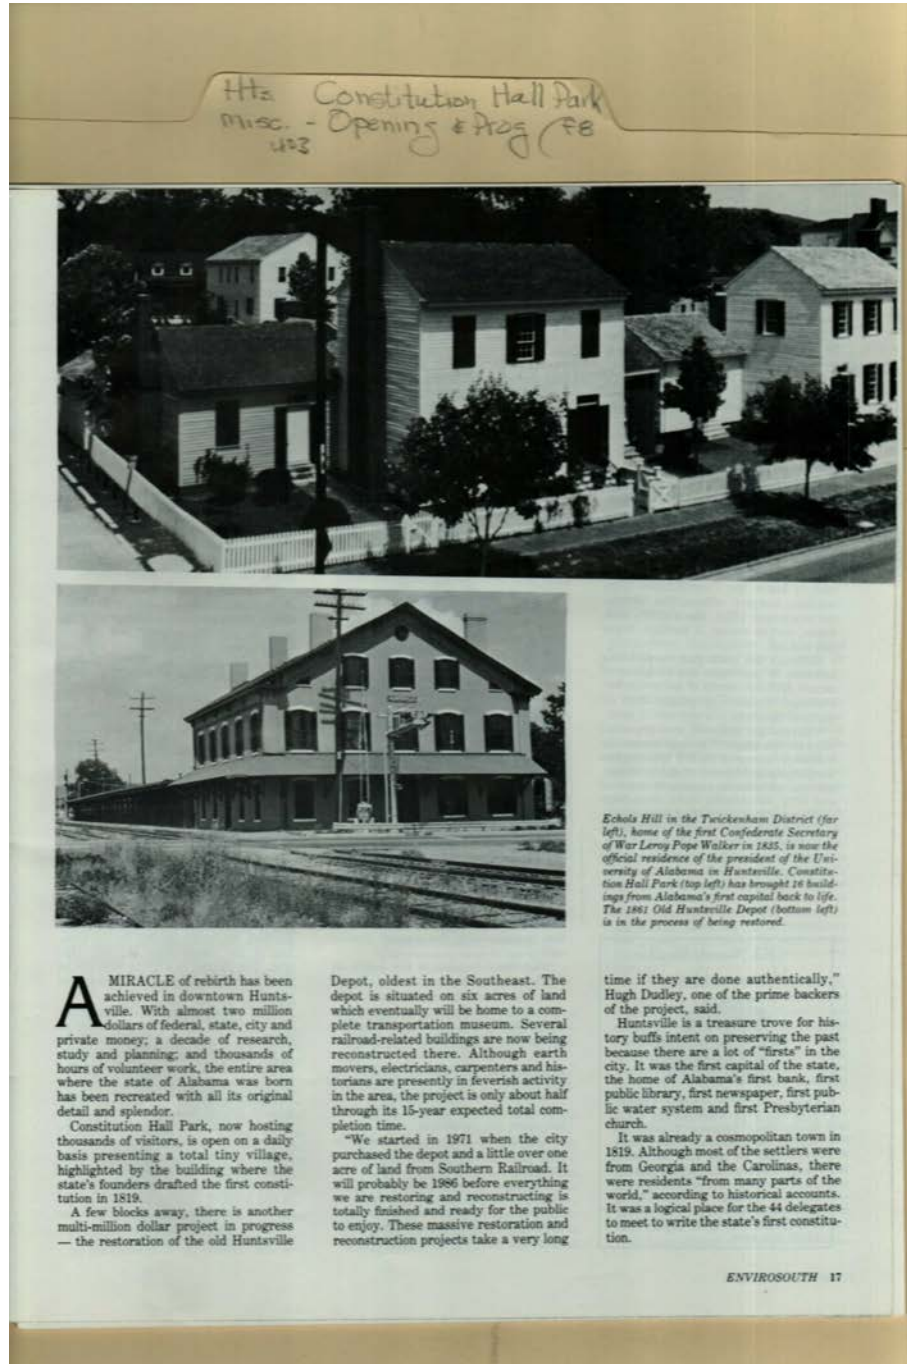 Hts Constitution Hall Park
misc. - Opening & Prog F8
Echols Hill in the Twickenham District (far
left), home of the first Confederate Secretary
of War Leroy Pope Walker in 1835, is now the
official residence of the president of the Uni-
versity of Alabama in Huntsville. Constitu-
tion Hall Park (top left) has brought 16 build-
ings from Alabama's first capital back to life.
The 1861 Old Huntsville Depot (bottom left)
is in the process of being restored.
A MIRACLE of rebirth has been
achieved in downtown Hunts-
ville. With almost two million
dollars of federal, state, city and
private money; a decade of research,
study and planning; and thousands of
hours of volunteer work, the entire area
where the state of Alabama was born
has been recreated with all its original
detail and splendor.
Constitution Hall Park, now hosting
thousands of visitors, is open on a daily
basis presenting a total tiny village,
highlighted by the building where the
state's founders drafted the first consti-
tution in 1819.
A few blocks away, there is another
multi-million dollar project in progress
— the restoration of the old Huntsville
Depot, oldest in the Southeast. The
depot is situated on six acres of land
which eventually will be home to a com-
plete transportation museum. Several
railroad-related buildings are now being
reconstructed there. Although earth
movers, electricians, carpenters and his-
torians are presently in feverish activity
in the area, the project is only about half
through its 15-year expected total com-
pletion time.
"We started in 1971 when the city
purchased the depot and a little over one
acre of land from Southern Railroad. It
will probably be 1986 before everything
we are restoring and reconstructing is
totally finished and ready for the public
to enjoy. These massive restoration and
reconstruction projects take a very long
time if they are done authentically,"
Hugh Dudley, one of the prime backers
of the project, said.
Huntsville is a treasure trove for his-
tory buffs intent on preserving the past
because there are a lot of "firsts" in the
city. It was the first capital of the state,
the home of Alabama's first bank, first
public library, first newspaper, first pub-
lic water system and first Presbyterian
church.
It was already a cosmopolitan town in
1819. Although most of the settlers were
from Georgia and the Carolinas, there
were residents "from many parts of the
world," according to historical accounts.
It was a logical place for the 44 delegates
to meet to write the state's first constitu-
tion.
ENVIROSOUTH 17